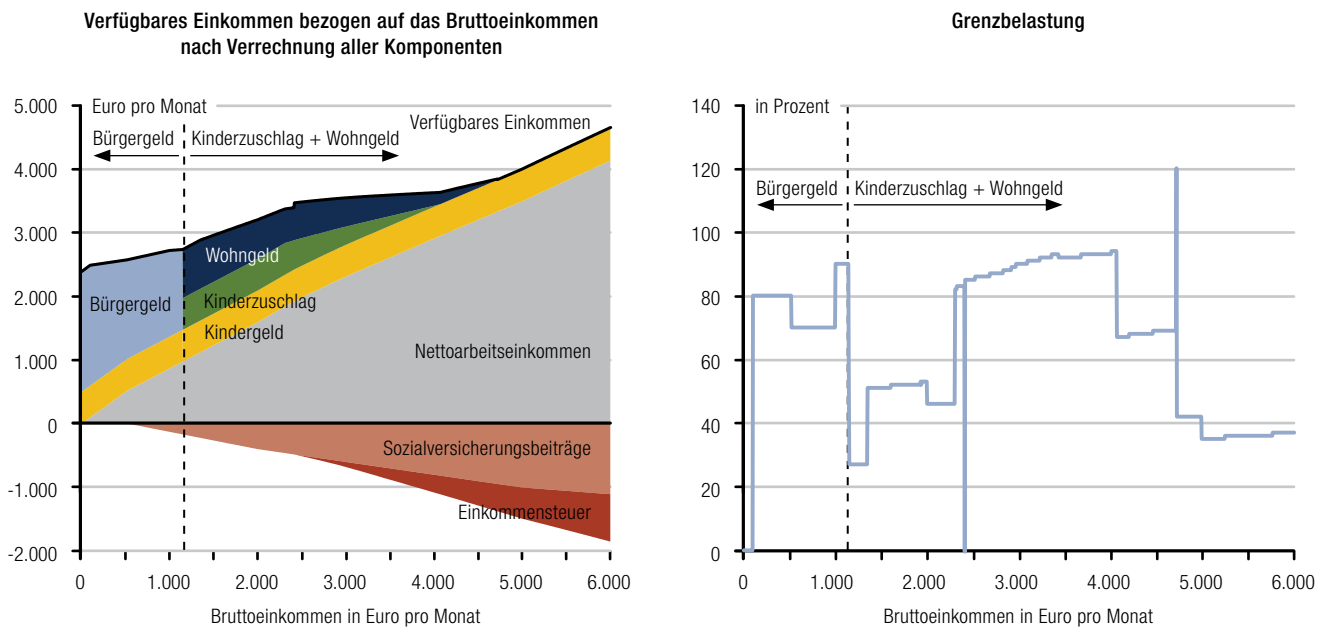 Verfügbares Einkommen bezogen auf das Bruttoeinkommen
nach Verrechnung aller Komponenten
5.000
4.000
3.000
2.000
1.000
0
-1.000
-2.000
Euro pro Monat
Bürgergeld
Kinderzuschlag + Wohngeld
Verfügbares Einkommen
Wohngeld
Bürgergeld
Kinderzuschlag
Kindergeld
Nettoarbeitseinkommen
Sozialversicherungsbeiträge
Einkommensteuer
0
1.000
2.000
3.000
4.000
5.000
6.000
Bruttoeinkommen in Euro pro Monat
Grenzbelastung
140
120
100
80
60
40
20
0
in Prozent
Bürgergeld
Kinderzuschlag + Wohngeld
0
1.000
2.000
3.000
4.000
5.000
6.000
Bruttoeinkommen in Euro pro Monat